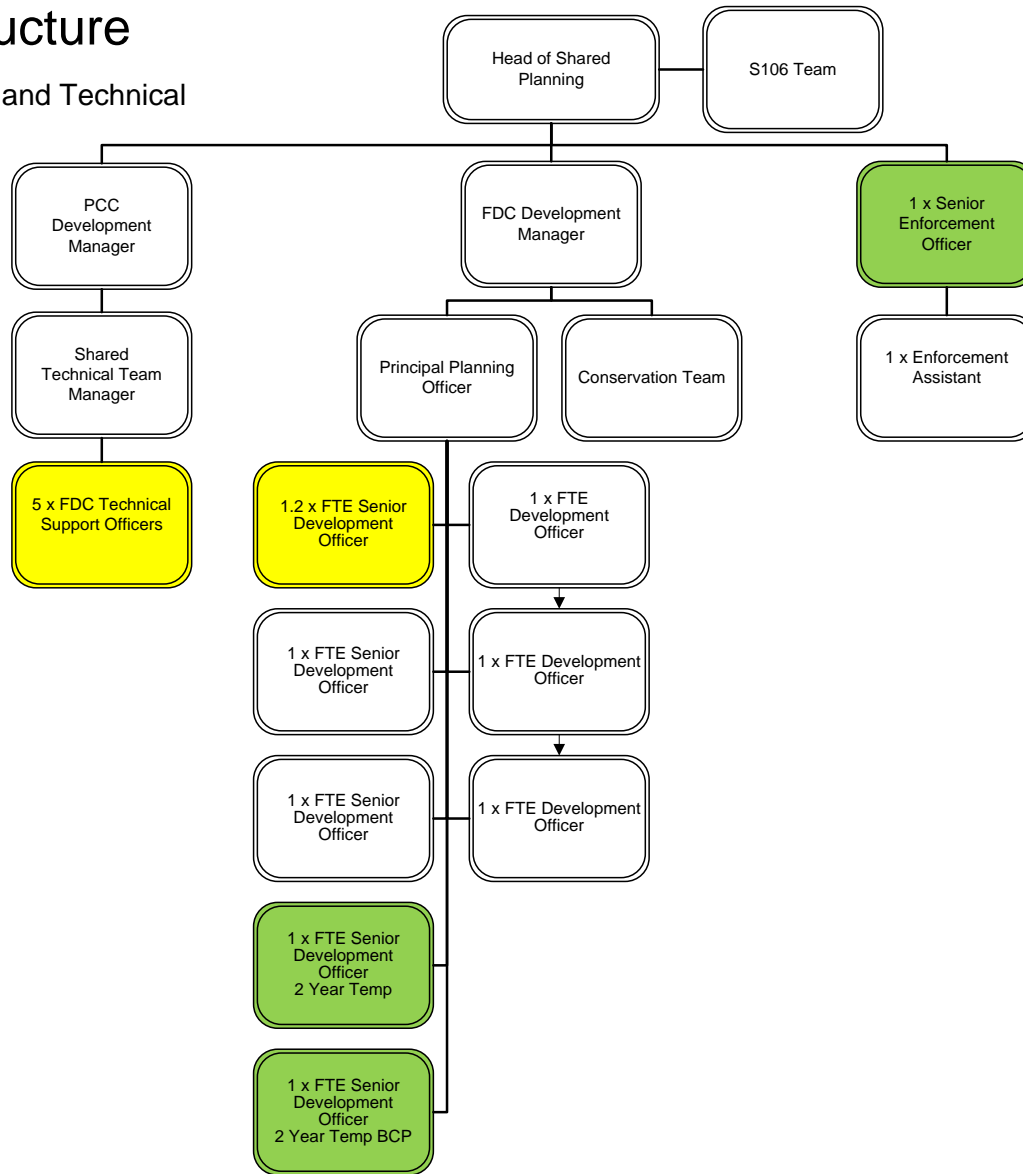 ucture
and Technical
Head of Shared
Planning
S106 Team
PCC
Development
Manager
FDC Development
Manager
1 x Senior
Enforcement
Officer
Shared
Technical Team
Manager
Principal Planning
Officer
Conservation Team
1 x Enforcement
Assistant
5 x FDC Technical
Support Officers
1.2 x FTE Senior
Development
Officer
1 x FTE
Development
Officer
1 x FTE Senior
Development
Officer
1 x FTE Development
Officer
1 x FTE Senior
Development
Officer
1 x FTE Development
Officer
1 x FTE Senior
Development
Officer
2 Year Temp
1 x FTE Senior
Development
Officer
2 Year Temp BCP